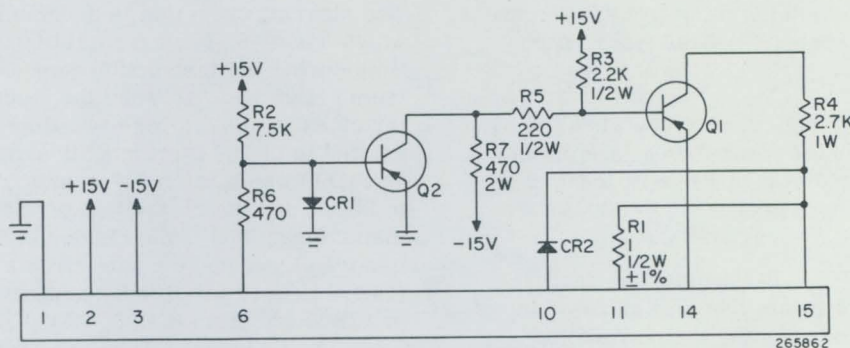 +15V
R3
2.2K
1/2W
+15V
R2
7.5K
R5
220
1/2W
Q1
R4
2.7K
1W
R7
470
2W
Q2
R6
470
CR1
+15V
-15V
-15V
CR2
R1
1
1/2W
±1%
1 2 3 6 10 11 14 15
265862